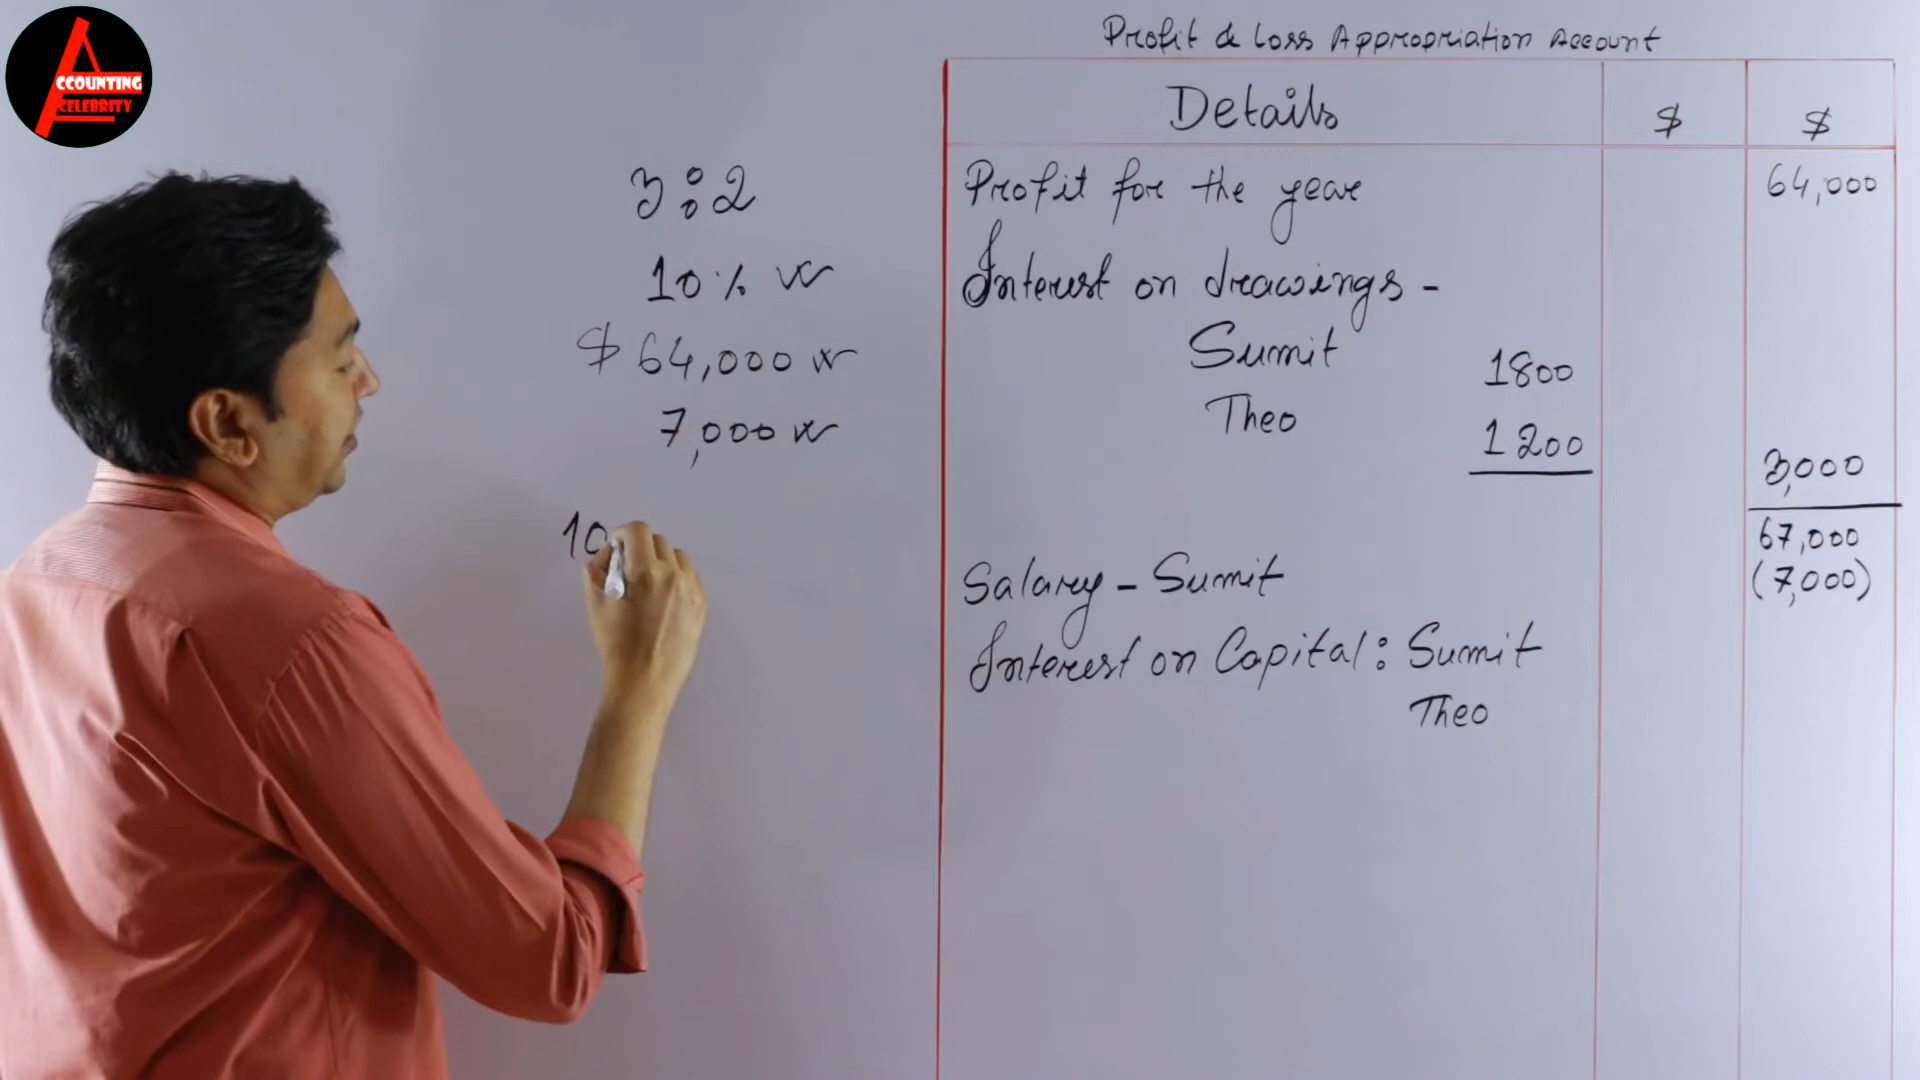 ACCOUNTING
CELEBRITY
3:2
10%
$ 64,000
7,000
10
Profit & Loss Appropriation Account
Details $ $
Profit for the year 64,000
Interest on drawings -
Sumit 1800
Theo 1200
3,000
67,000
Salary - Sumit (7,000)
Interest on Capital: Sumit
Theo